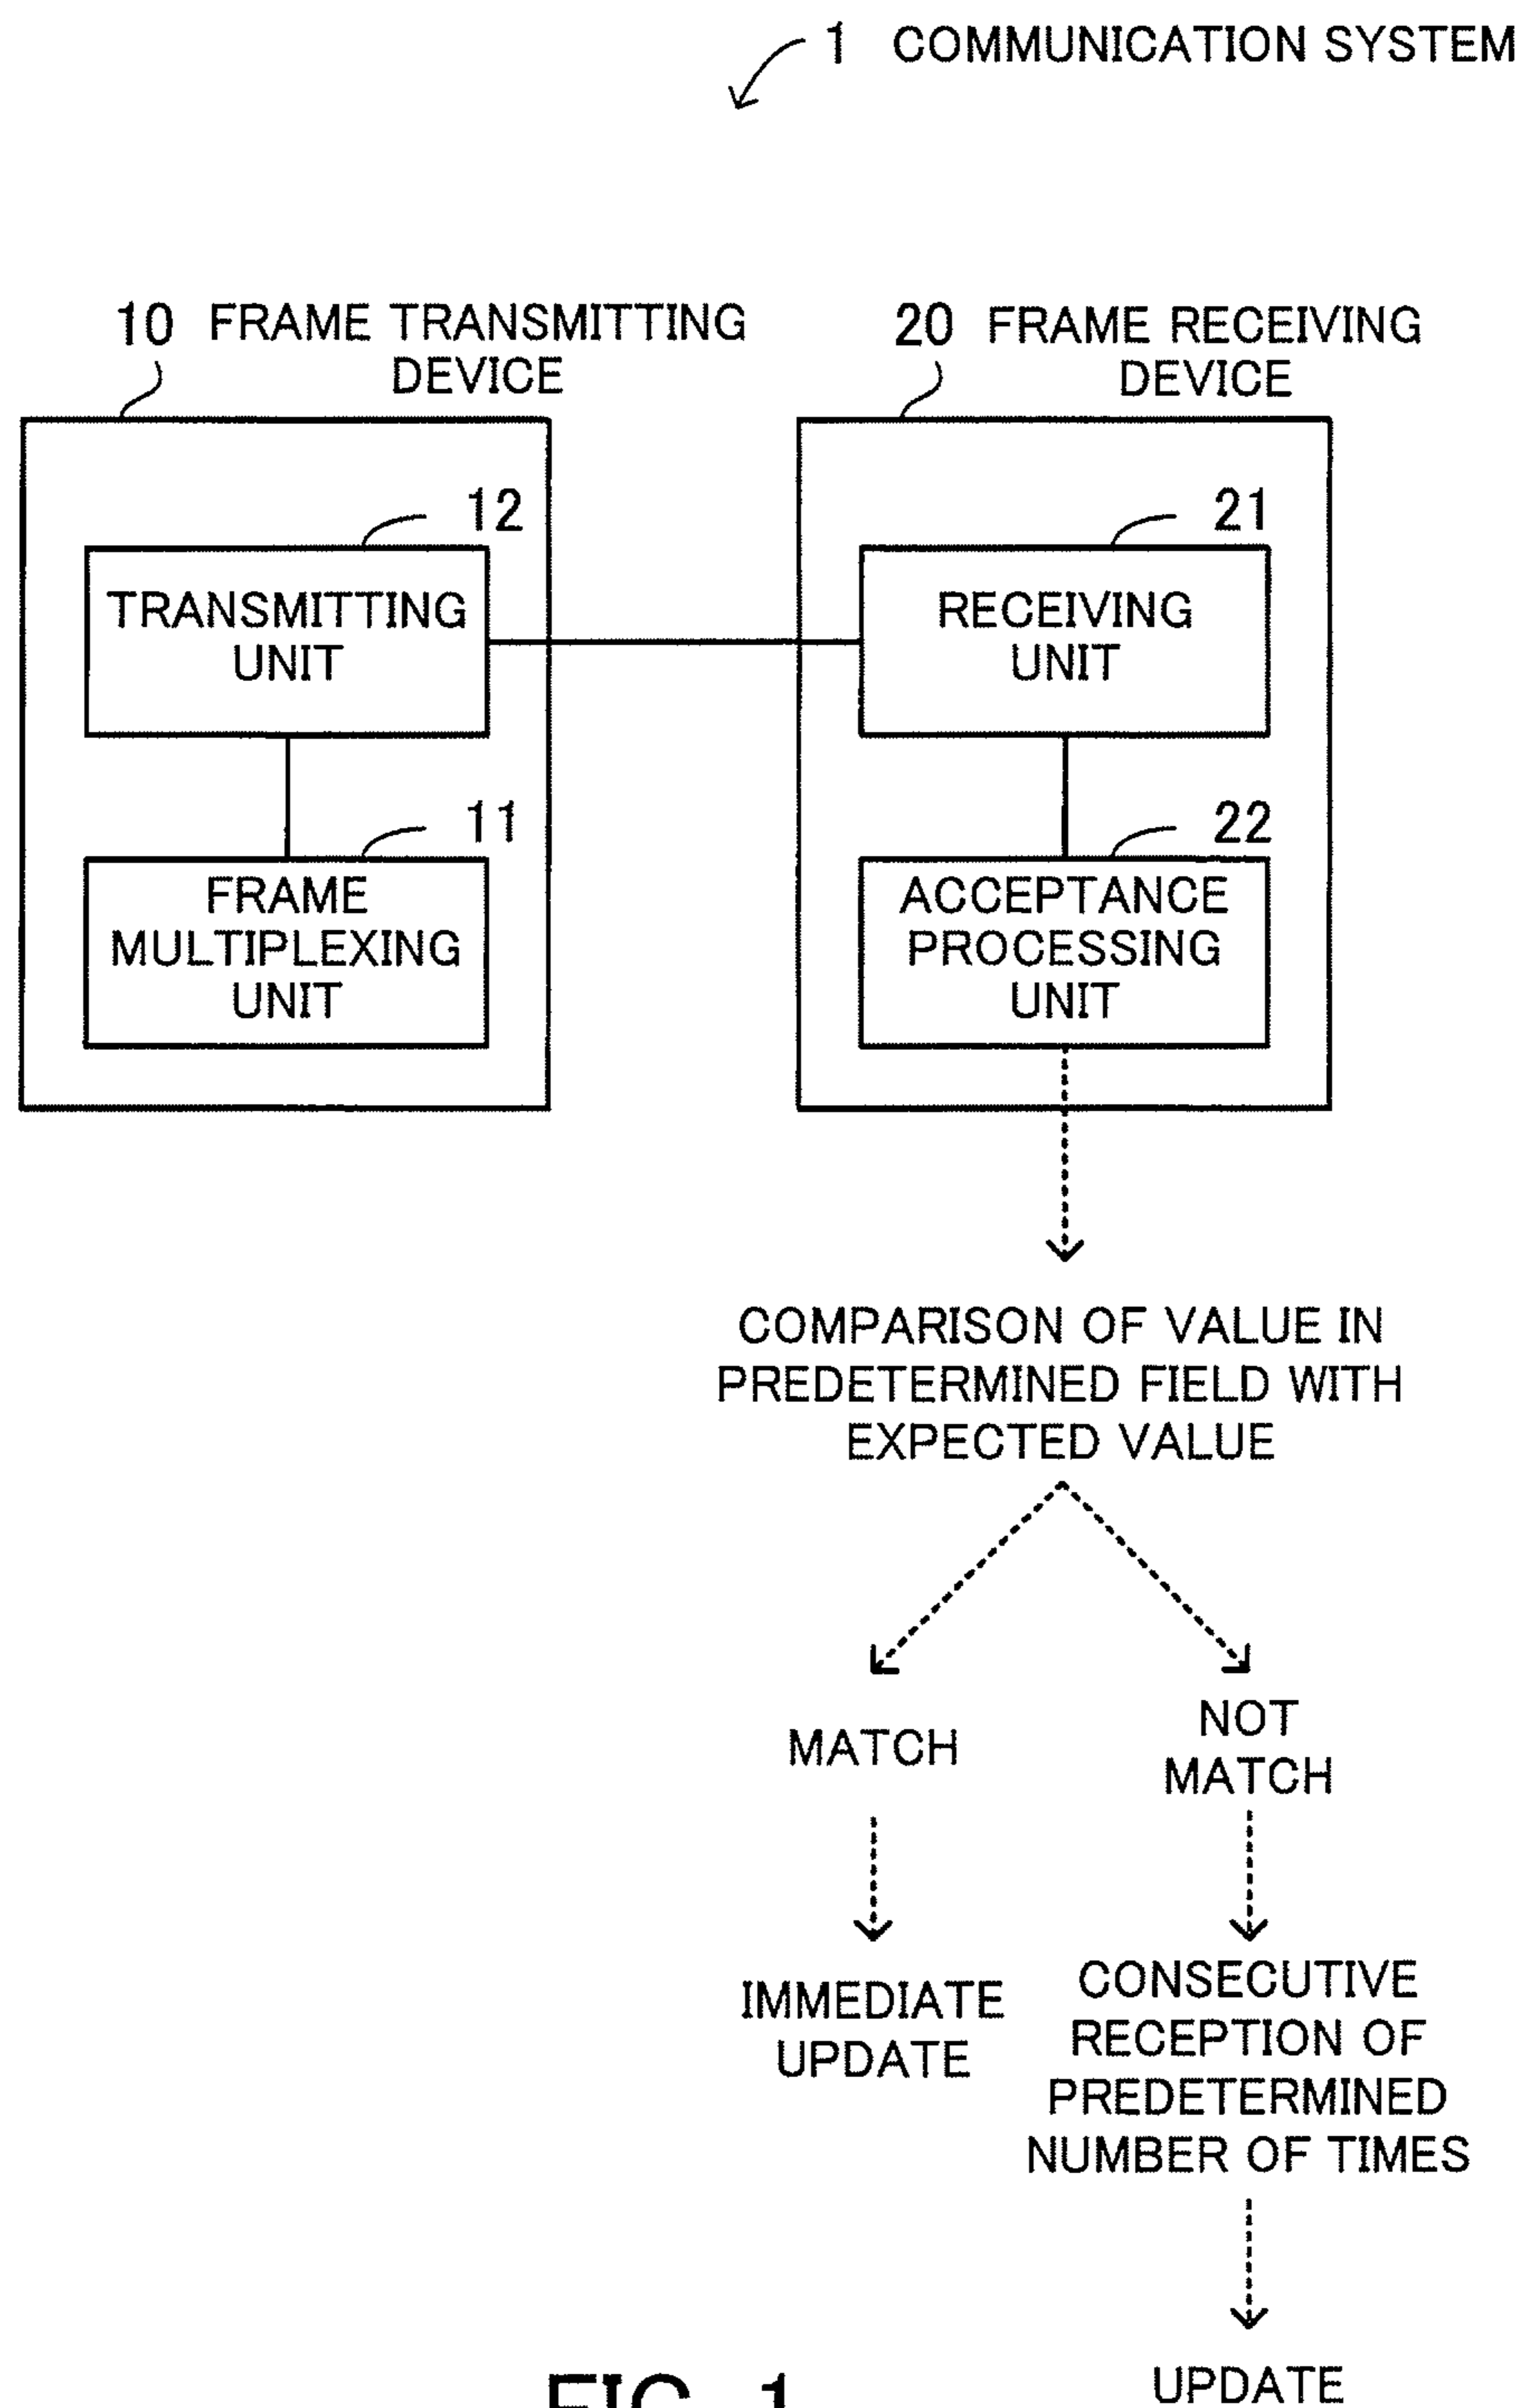 1 COMMUNICATION SYSTEM
10 FRAME TRANSMITTING
DEVICE
20 FRAME RECEIVING
DEVICE
12
TRANSMITTING
UNIT
21
RECEIVING
UNIT
11
FRAME
MULTIPLEXING
UNIT
22
ACCEPTANCE
PROCESSING
UNIT
COMPARISON OF VALUE IN
PREDETERMINED FIELD WITH
EXPECTED VALUE
MATCH
NOT
MATCH
IMMEDIATE
UPDATE
CONSECUTIVE
RECEPTION OF
PREDETERMINED
NUMBER OF TIMES
UPDATE
FIG. 1